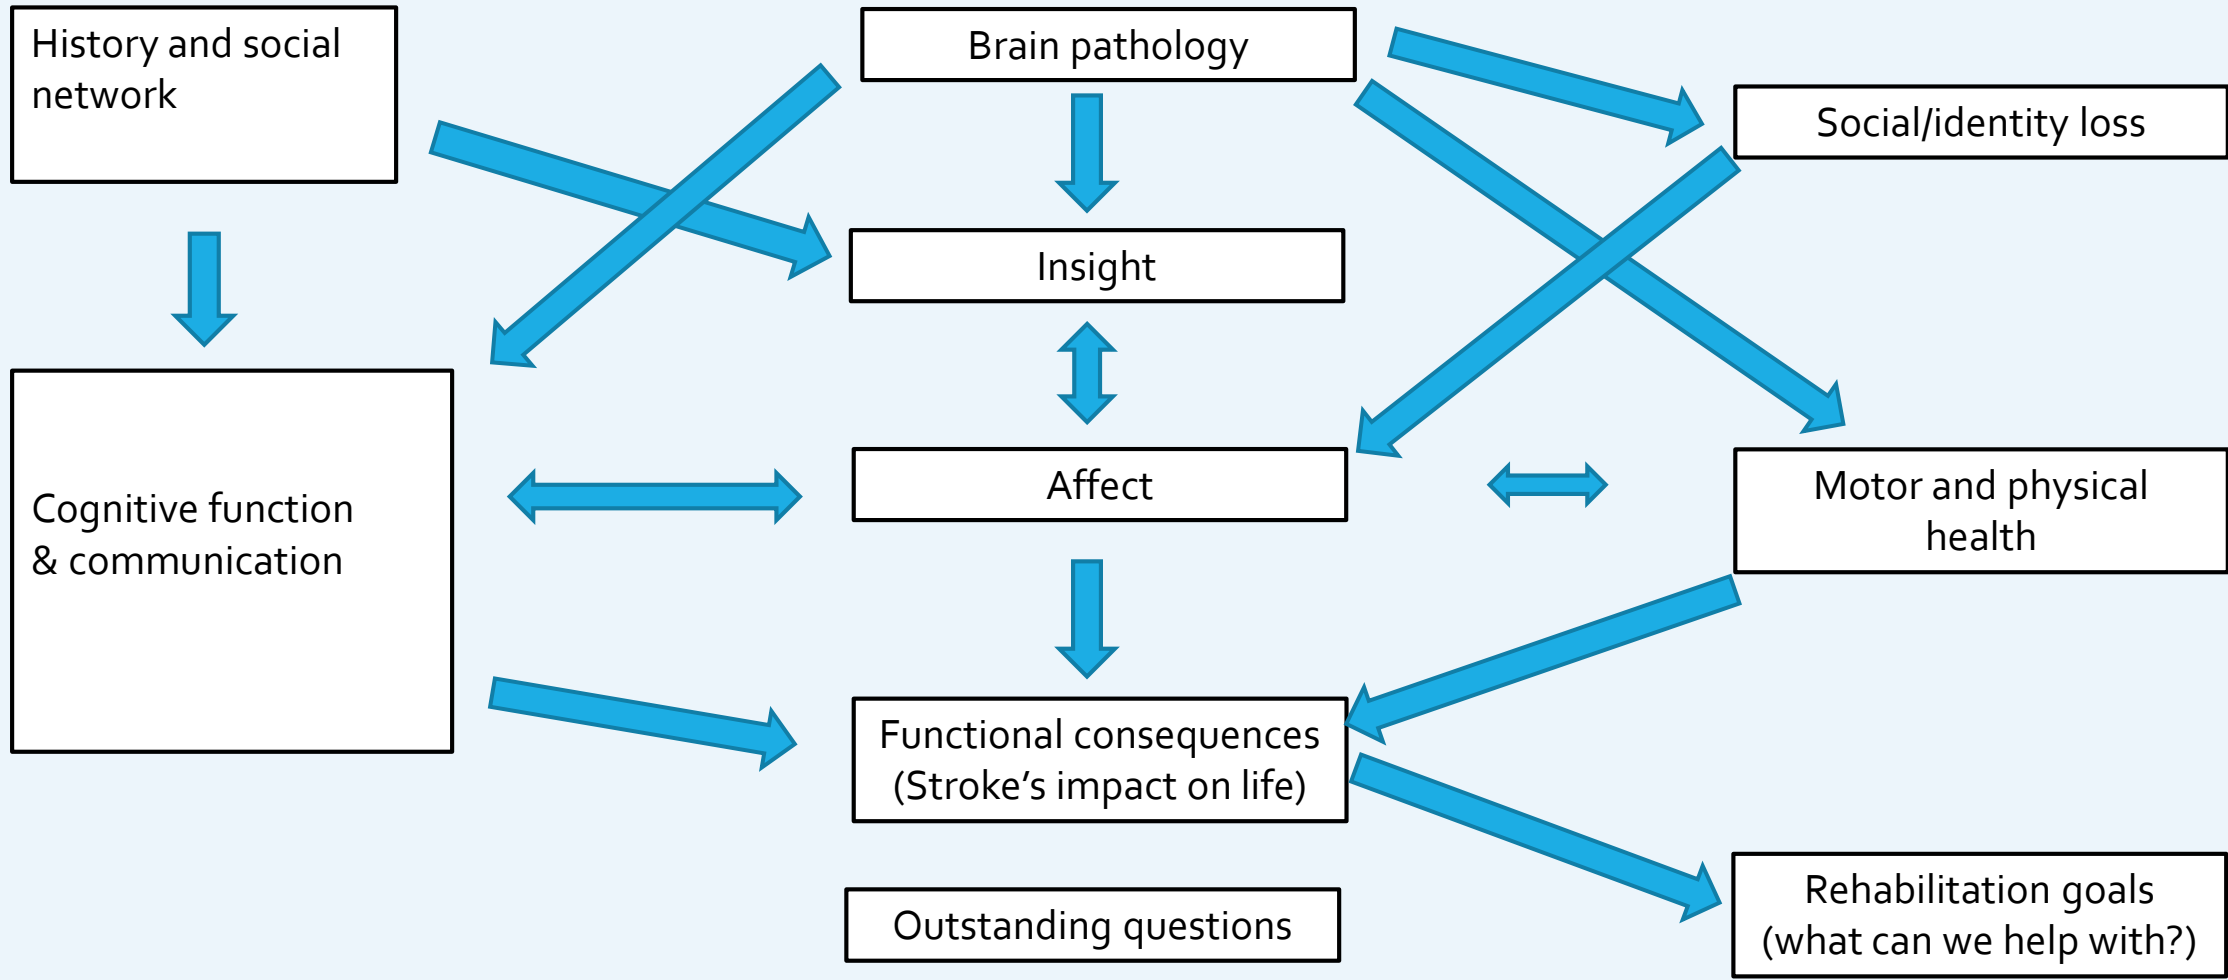 History and social
network
Brain pathology
Social/identity loss
Insight
Cognitive function
& communication
Affect
Motor and physical
health
Functional consequences
(Stroke’s impact on life)
Outstanding questions
Rehabilitation goals
(what can we help with?)